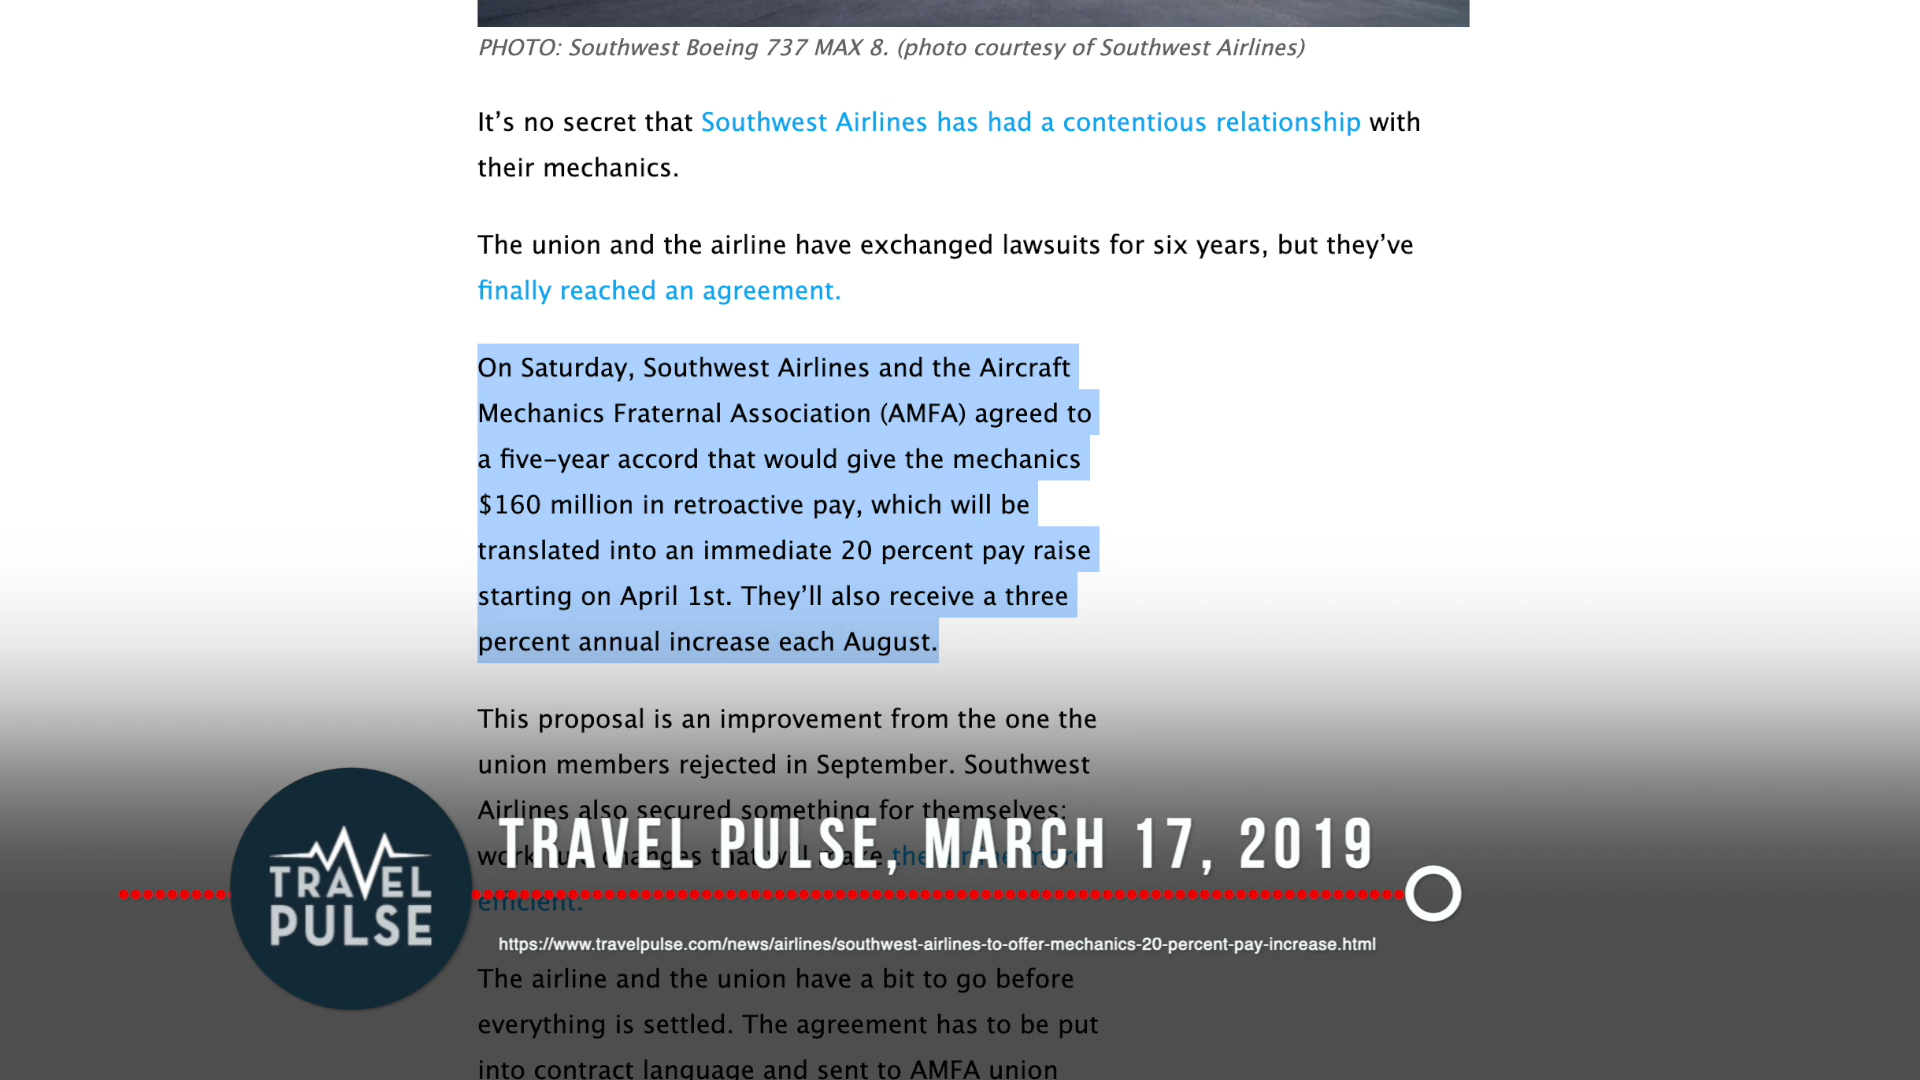 PHOTO: Southwest Boeing 737 MAX 8. (photo courtesy of Southwest Airlines)
It’s no secret that Southwest Airlines has had a contentious relationship with
their mechanics.
The union and the airline have exchanged lawsuits for six years, but they’ve
finally reached an agreement.
On Saturday, Southwest Airlines and the Aircraft
Mechanics Fraternal Association (AMFA) agreed to
a five-year accord that would give the mechanics
$160 million in retroactive pay, which will be
translated into an immediate 20 percent pay raise
starting on April 1st. They’ll also receive a three
percent annual increase each August.
This proposal is an improvement from the one the
union members rejected in September. Southwest
Airlines also secured something for themselves:
efficient.
TRAVEL PULSE, MARCH 17, 2019
TRAVEL
PULSE
https://www.travelpulse.com/news/airlines/southwest-airlines-to-offer-mechanics-20-percent-pay-increase.html
The airline and the union have a bit to go before
everything is settled. The agreement has to be put
into contract language and sent to AMFA union